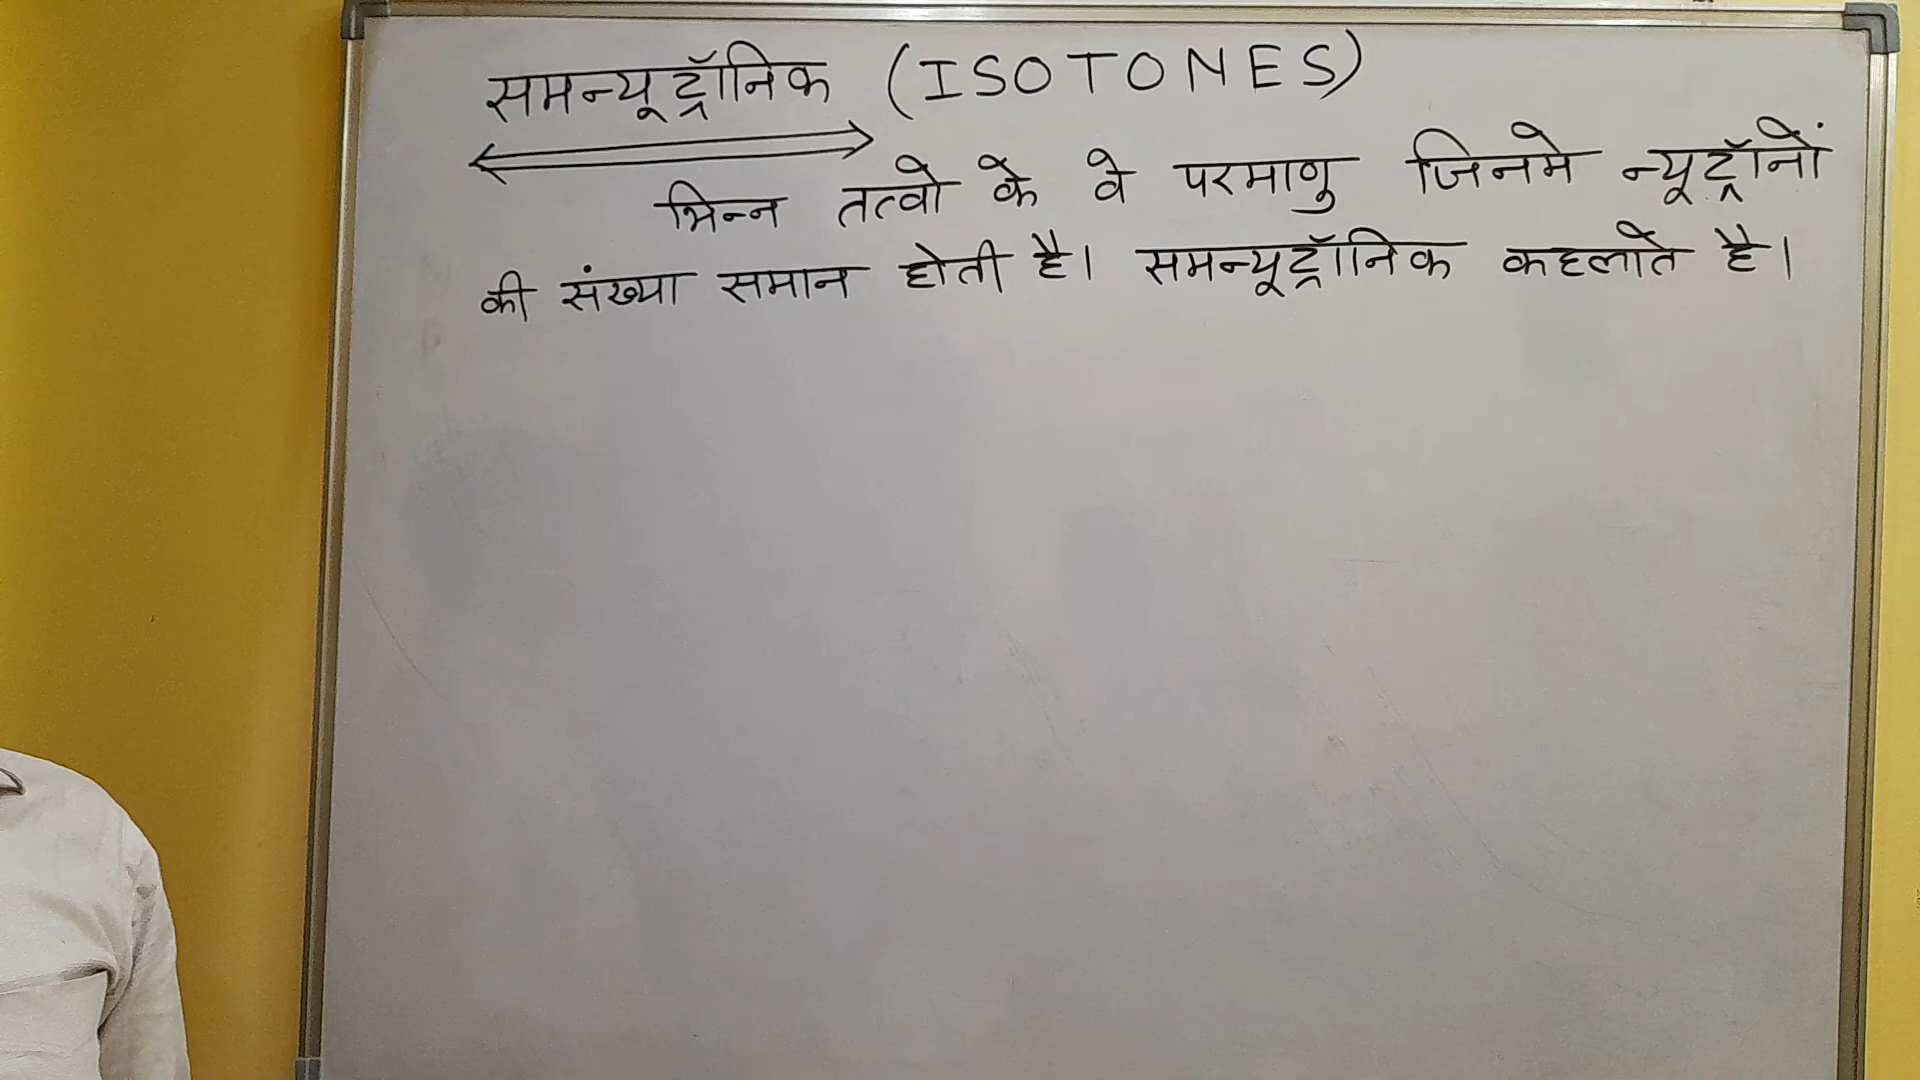 समन्यूट्रॉनिक (ISOTONES)
भिन्न तत्वो के वे परमाणु जिनमे न्यूट्रॉनों
की संख्या समान होती है। समन्यूट्रॉनिक कहलाते है।